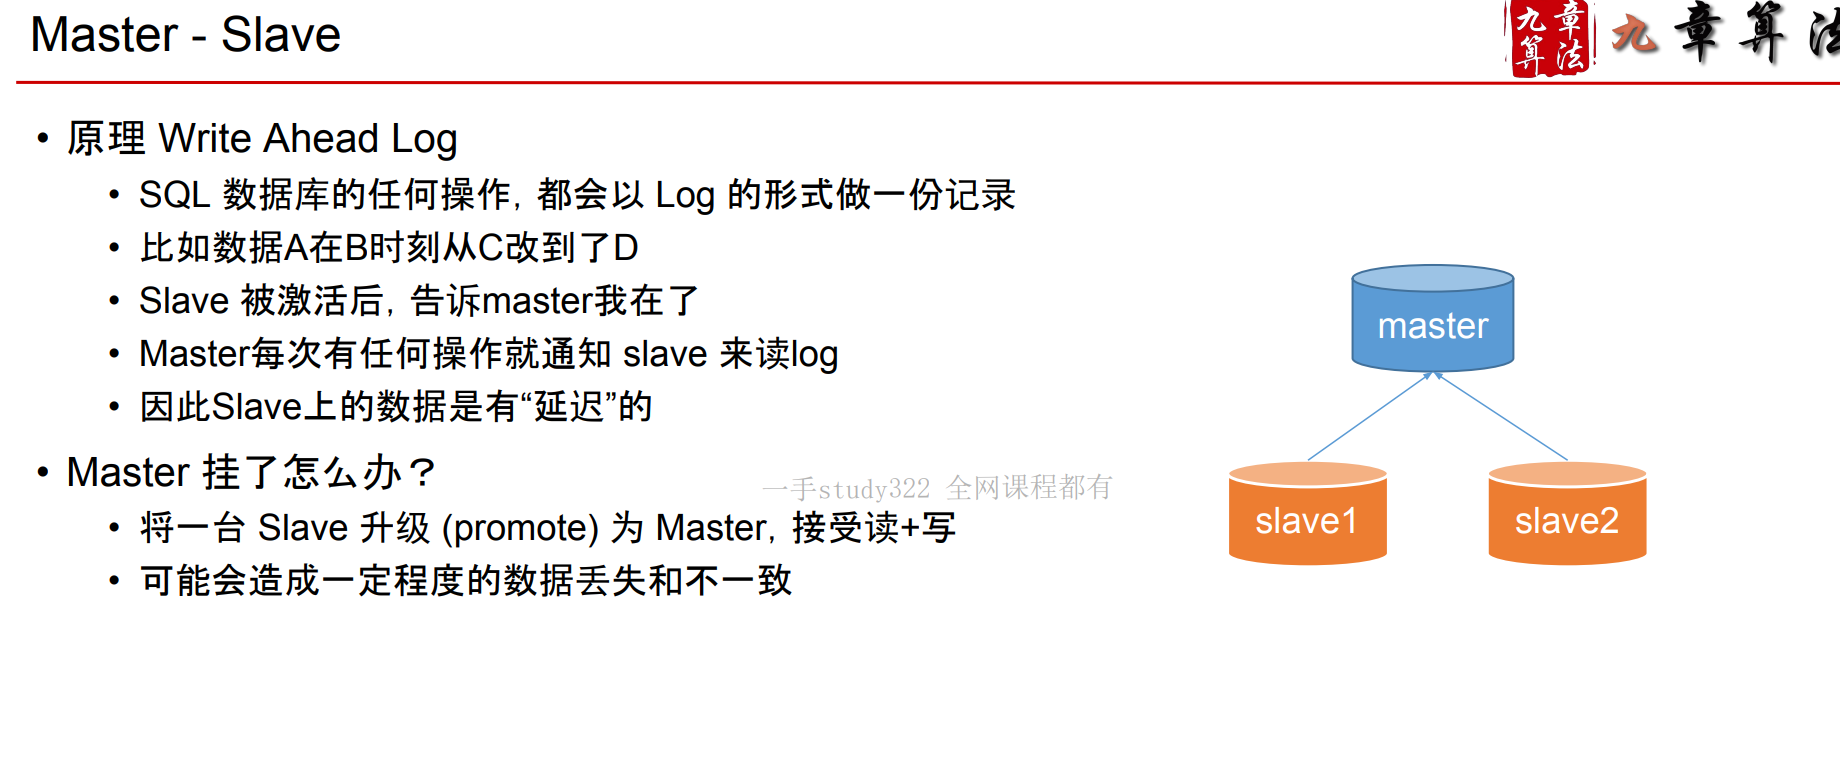 Master - Slave
九章算法
九章算法
• 原理 Write Ahead Log
• SQL 数据库的任何操作，都会以 Log 的形式做一份记录
• 比如数据A在B时刻从C改到了D
• Slave 被激活后，告诉master我在了
• Master每次有任何操作就通知 slave 来读log
• 因此Slave上的数据是有“延迟”的
• Master 挂了怎么办？
• 将一台 Slave 升级 (promote) 为 Master，接受读+写
• 可能会造成一定程度的数据丢失和不一致
一手study322 全网课程都有
master
slave1
slave2